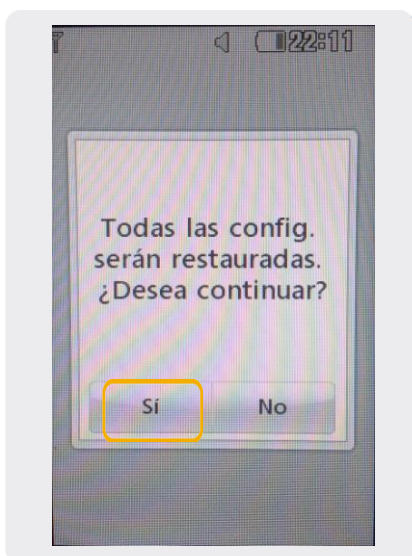 22:11
Todas las config.
serán restauradas.
¿Desea continuar?
Sí No